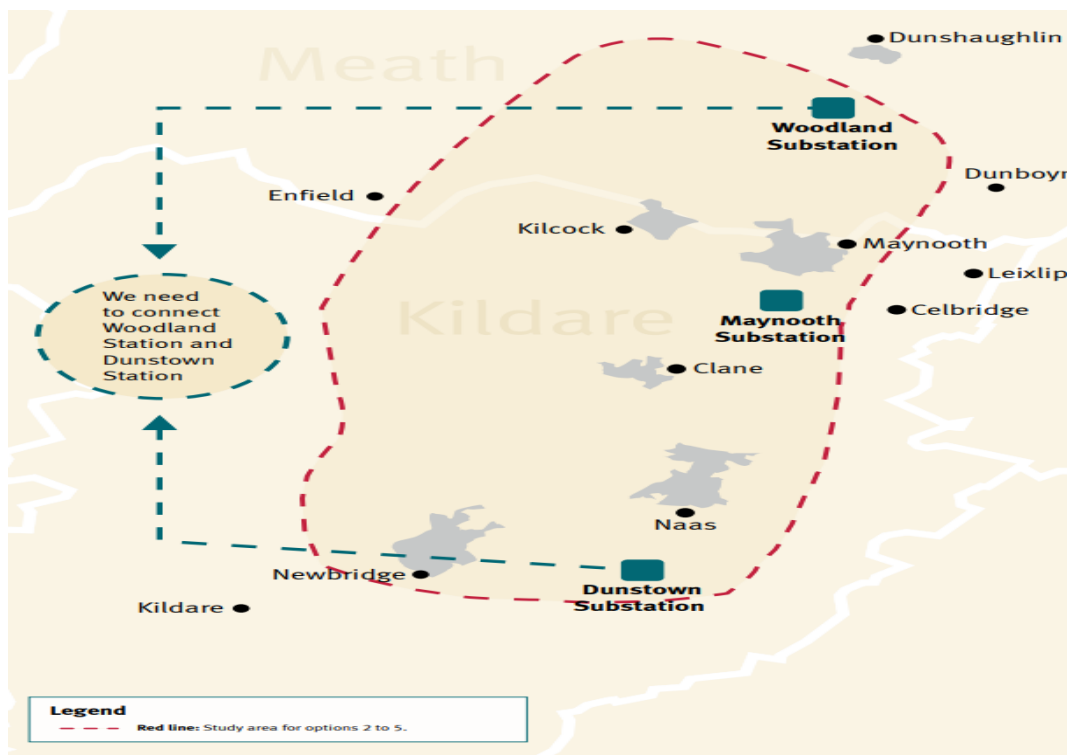 Meath
Dunshaughlin
Woodland
Substation
Dunboyn
Enfield
Kilcock
Maynooth
Leixlip
We need
to connect
Woodland
Station and
Dunstown
Station
Kildare
Maynooth
Substation
Celbridge
Clane
Naas
Newbridge
Dunstown
Substation
Kildare
Legend
Red line: Study area for options 2 to 5.